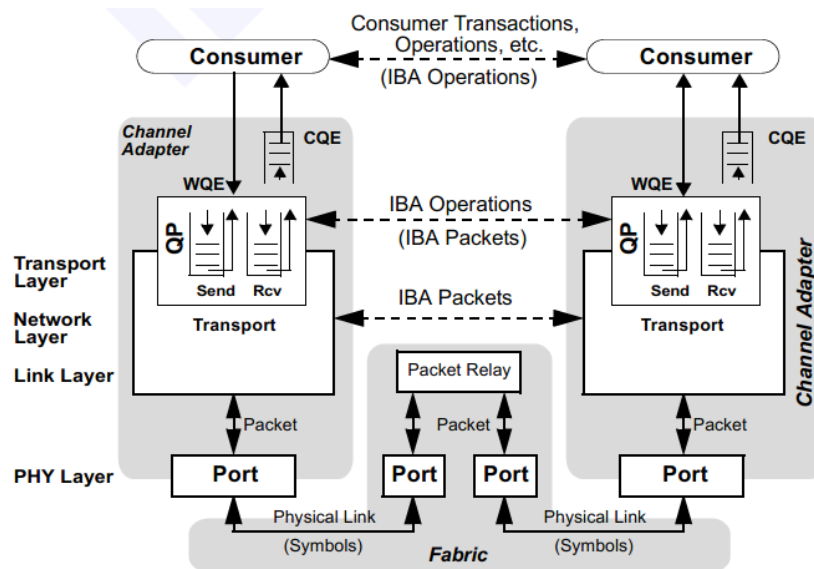 Consumer Transactions,
Operations, etc.
(IBA Operations)
Consumer
Consumer
Channel
Adapter
CQE
CQE
WQE
WQE
IBA Operations
(IBA Packets)
QP
Send
Rcv
QP
Send
Rcv
Transport
Layer
IBA Packets
Transport
Transport
Network
Layer
Link Layer
Packet Relay
Channel Adapter
Packet
Packet
Packet
PHY Layer
Port
Port
Port
Port
Physical Link
(Symbols)
Physical Link
(Symbols)
Fabric